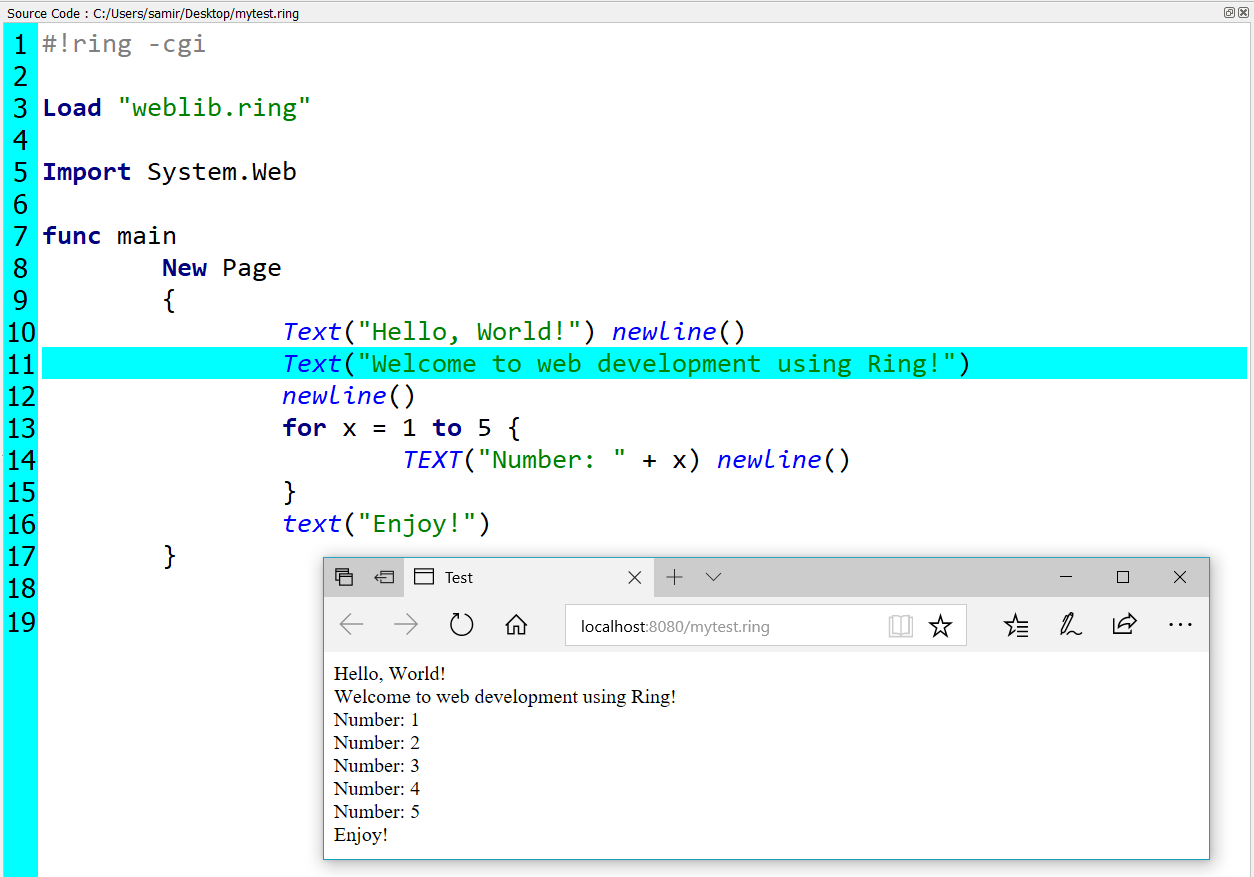 Source Code : C:/Users/samir/Desktop/mytest.ring
1 #!ring -cgi
2
3 Load "weblib.ring"
4
5 Import System.Web
6
7 func main
8 New Page
9 {
10 Text("Hello, World!") newline()
11 Text("Welcome to web development using Ring!")
12 newline()
13 for x = 1 to 5 {
14 TEXT("Number: " + x) newline()
15 }
16 text("Enjoy!")
17 }
18
19
Test
localhost:8080/mytest.ring
Hello, World!
Welcome to web development using Ring!
Number: 1
Number: 2
Number: 3
Number: 4
Number: 5
Enjoy!